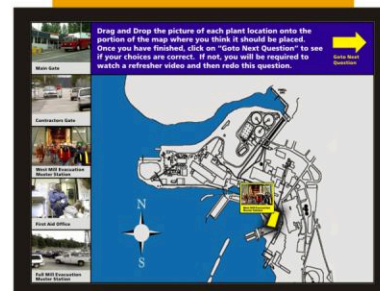 Drag and Drop the picture of each plant location onto the
portion of the map where you think it should be placed.
Once you have finished, click on "Goto Next Question" to see
if your choices are correct. If not, you will be required to
watch a refresher video and then redo this question.
Goto Next
Question
Main Gate
Contractors Gate
West Mill Evacuation
Muster Station
First Aid Office
Full Mill Evacuation
Muster Station
N
S